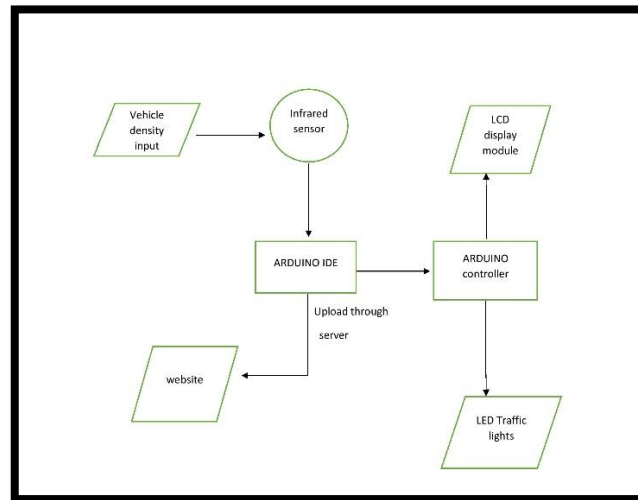 Vehicle
density
input
Infrared
sensor
LCD
display
module
ARDUINO IDE
ARDUINO
controller
Upload through
server
website
LED Traffic
lights